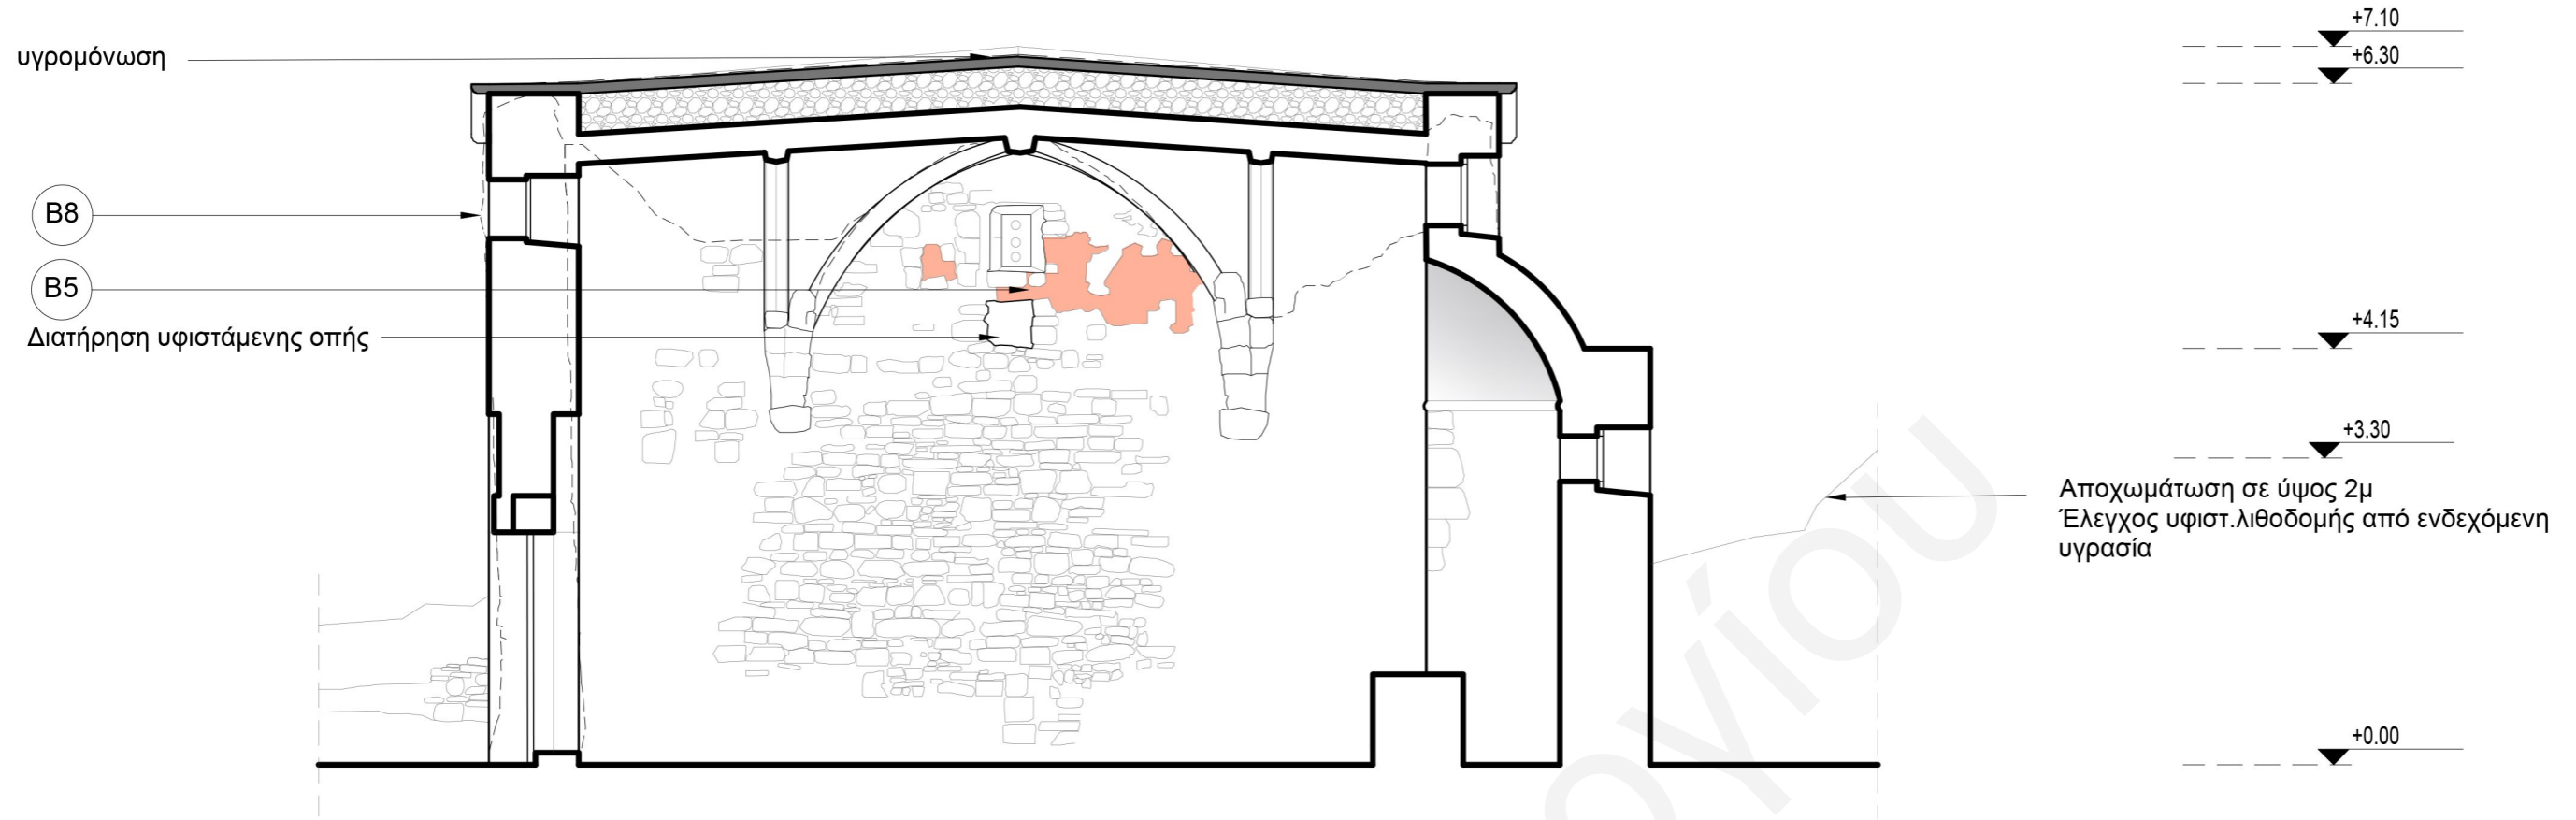 +7.10
υγρομόνωση
+6.30
B8
B5
Διατήρηση υφιστάμενης οπής
+4.15
+3.30
Αποχωμάτωση σε ύψος 2μ
Έλεγχος υφιστ.λιθοδομής από ενδεχόμενη
υγρασία
+0.00
ογίου